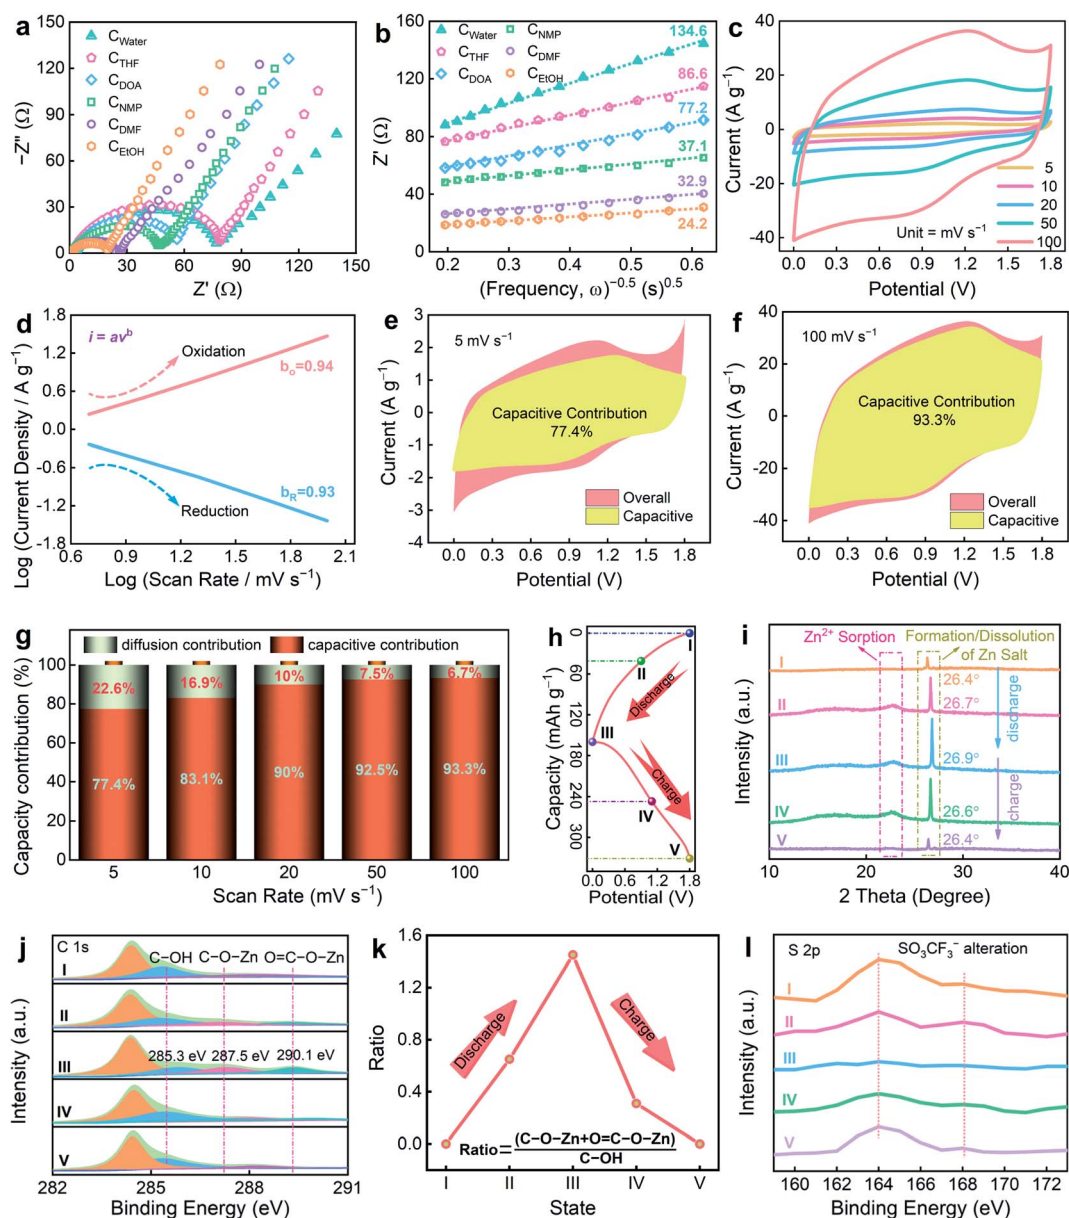 a
-Z'' (Ω)
150
120
90
60
30
0
C_Water
C_THF
C_DOA
C_NMP
C_DMF
C_EtOH
0 30 60 90 120 150
Z' (Ω)
b
Z' (Ω)
160
120
80
40
0
C_Water C_NMP
C_THF C_DMF
C_DOA C_EtOH
134.6
86.6
77.2
37.1
32.9
24.2
0.2 0.3 0.4 0.5 0.6
(Frequency, ω)⁻⁰·⁵ (s)⁰·⁵
c
Current (A g⁻¹)
40
20
0
-20
-40
5
10
20
50
100
Unit = mV s⁻¹
0.0 0.3 0.6 0.9 1.2 1.5 1.8
Potential (V)
d
Log (Current Density / A g⁻¹)
1.8
1.2
0.6
0.0
-0.6
-1.2
-1.8
i = avᵇ
Oxidation
b_o=0.94
b_R=0.93
Reduction
0.6 0.9 1.2 1.5 1.8 2.1
Log (Scan Rate / mV s⁻¹)
e
Current (A g⁻¹)
3
2
1
0
-1
-2
-3
-4
5 mV s⁻¹
Capacitive Contribution
77.4%
Overall
Capacitive
0.0 0.3 0.6 0.9 1.2 1.5 1.8
Potential (V)
f
Current (A g⁻¹)
40
20
0
-20
-40
100 mV s⁻¹
Capacitive Contribution
93.3%
Overall
Capacitive
0.0 0.3 0.6 0.9 1.2 1.5 1.8
Potential (V)
g
Capacity contribution (%)
diffusion contribution capacitive contribution
100
80
60
40
20
0
22.6% 16.9% 10% 7.5% 6.7%
77.4% 83.1% 90% 92.5% 93.3%
5 10 20 50 100
Scan Rate (mV s⁻¹)
h
Capacity (mAh g⁻¹)
0
60
120
180
240
300
I
II
Discharge
III
Charge
IV
V
0.0 0.6 1.2 1.8
Potential (V)
i
Intensity (a.u.)
Zn²⁺ Sorption
Formation/Dissolution
of Zn Salt
I
26.4°
II
26.7°
discharge
III
26.9°
IV
26.6°
charge
V
26.4°
10 20 30 40
2 Theta (Degree)
j
Intensity (a.u.)
C 1s
C−OH C−O−Zn O=C−O−Zn
I
II
III
285.3 eV 287.5 eV 290.1 eV
IV
V
282 285 288 291
Binding Energy (eV)
k
Ratio
1.6
1.2
0.8
0.4
0.0
Discharge
Charge
Ratio=(C−O−Zn+O=C−O−Zn)
C−OH
I II III IV V
State
l
Intensity (a.u.)
S 2p
SO₃CF₃⁻ alteration
I
II
III
IV
V
160 162 164 166 168 170 172
Binding Energy (eV)